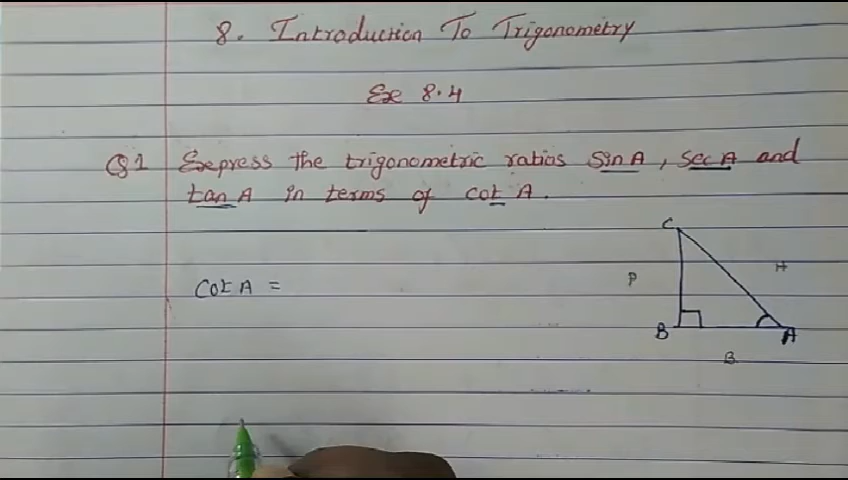 8. Introduction To Trigonometry
Ex 8.4
Q1 Express the trigonometric ratios Sin A, Sec A and
tan A in terms of cot A.
C
P
H
Cot A =
B
A
B